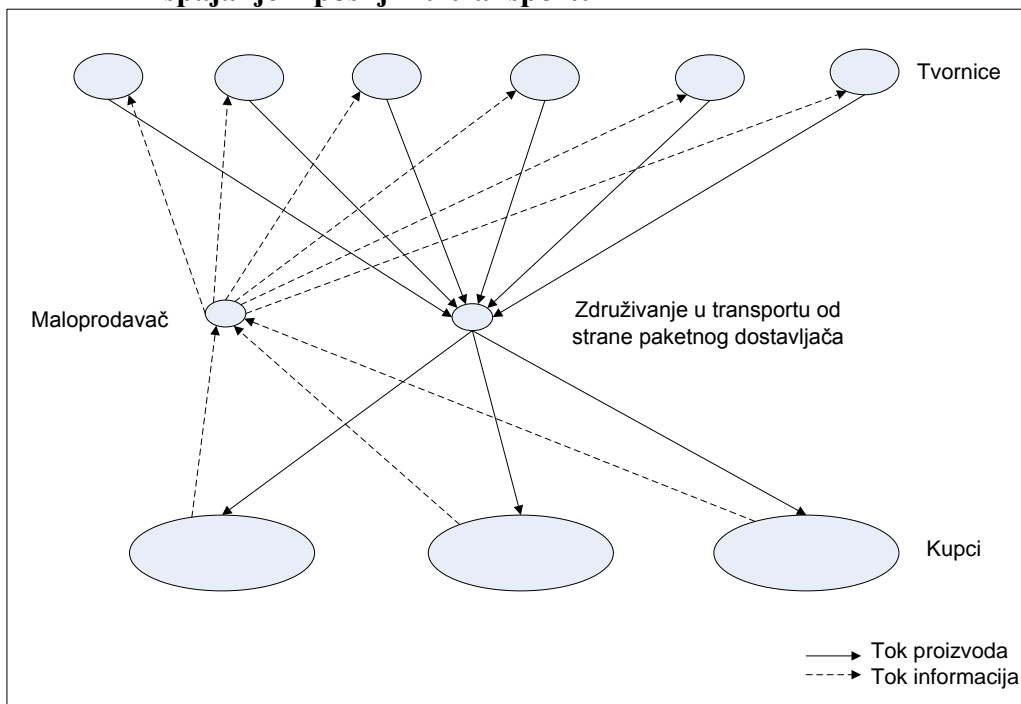 Tvornice
Maloprodavač
Združivanje u transportu od
strane paketnog dostavljača
Kupci
Tok proizvoda
Tok informacija